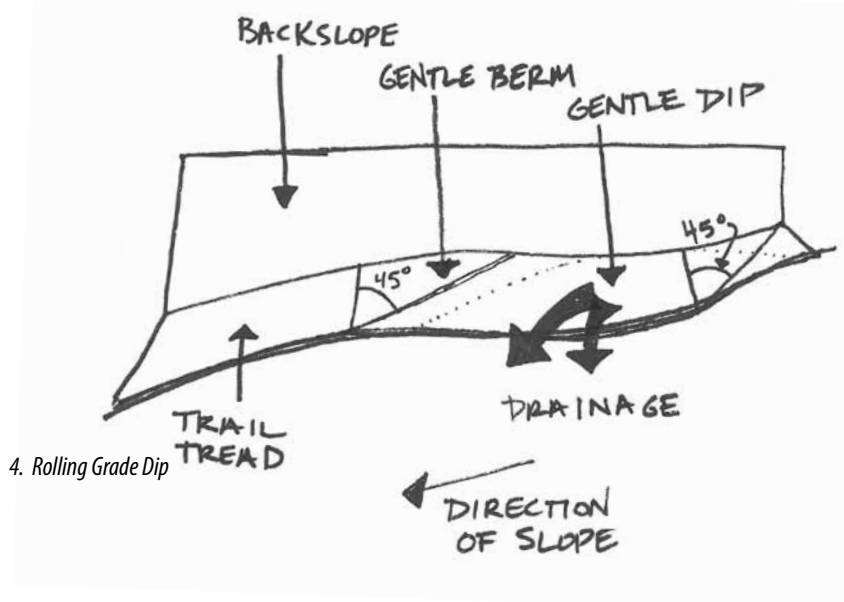 BACKSLOPE
GENTLE BERM
GENTLE DIP
45°
45°
DRAINAGE
TRAIL
TREAD
4. Rolling Grade Dip
DIRECTION
OF SLOPE